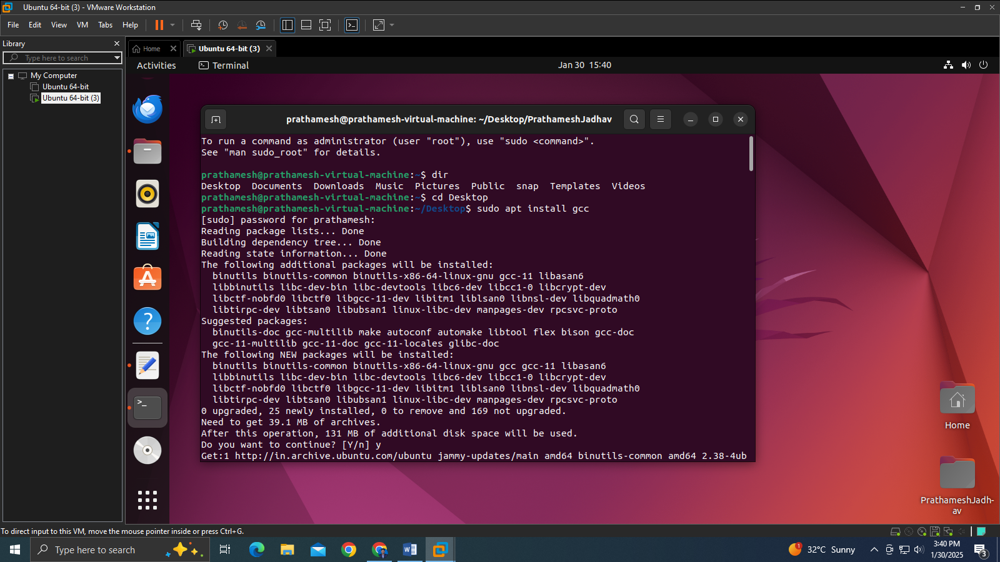 Ubuntu 64-bit (3) - VMware Workstation
File Edit View VM Tabs Help
Library
Type here to search
My Computer
Ubuntu 64-bit
Ubuntu 64-bit (3)
Home
Ubuntu 64-bit (3)
Activities
Terminal
Jan 30 15:40
prathamesh@prathamesh-virtual-machine: ~/Desktop/PrathameshJadhav
To run a command as administrator (user "root"), use "sudo <command>".
See "man sudo_root" for details.
prathamesh@prathamesh-virtual-machine:~$ dir
Desktop  Documents  Downloads  Music  Pictures  Public  snap  Templates  Videos
prathamesh@prathamesh-virtual-machine:~$ cd Desktop
prathamesh@prathamesh-virtual-machine:~/Desktop$ sudo apt install gcc
[sudo] password for prathamesh:
Reading package lists... Done
Building dependency tree... Done
Reading state information... Done
The following additional packages will be installed:
  binutils binutils-common binutils-x86-64-linux-gnu gcc-11 libasan6
  libbinutils libc-dev-bin libc-devtools libc6-dev libcc1-0 libcrypt-dev
  libctf-nobfd0 libctf0 libgcc-11-dev libitm1 liblsan0 libnsl-dev libquadmath0
  libtirpc-dev libtsan0 libubsan1 linux-libc-dev manpages-dev rpcsvc-proto
Suggested packages:
  binutils-doc gcc-multilib make autoconf automake libtool flex bison gcc-doc
  gcc-11-multilib gcc-11-doc gcc-11-locales glibc-doc
The following NEW packages will be installed:
  binutils binutils-common binutils-x86-64-linux-gnu gcc gcc-11 libasan6
  libbinutils libc-dev-bin libc-devtools libc6-dev libcc1-0 libcrypt-dev
  libctf-nobfd0 libctf0 libgcc-11-dev libitm1 liblsan0 libnsl-dev libquadmath0
  libtirpc-dev libtsan0 libubsan1 linux-libc-dev manpages-dev rpcsvc-proto
0 upgraded, 25 newly installed, 0 to remove and 169 not upgraded.
Need to get 39.1 MB of archives.
After this operation, 131 MB of additional disk space will be used.
Do you want to continue? [Y/n] y
Get:1 http://in.archive.ubuntu.com/ubuntu jammy-updates/main amd64 binutils-common amd64 2.38-4ub
Home
PrathameshJadh-
av
To direct input to this VM, move the mouse pointer inside or press Ctrl+G.
Type here to search
1
32°C Sunny
3:40 PM
1/30/2025
3